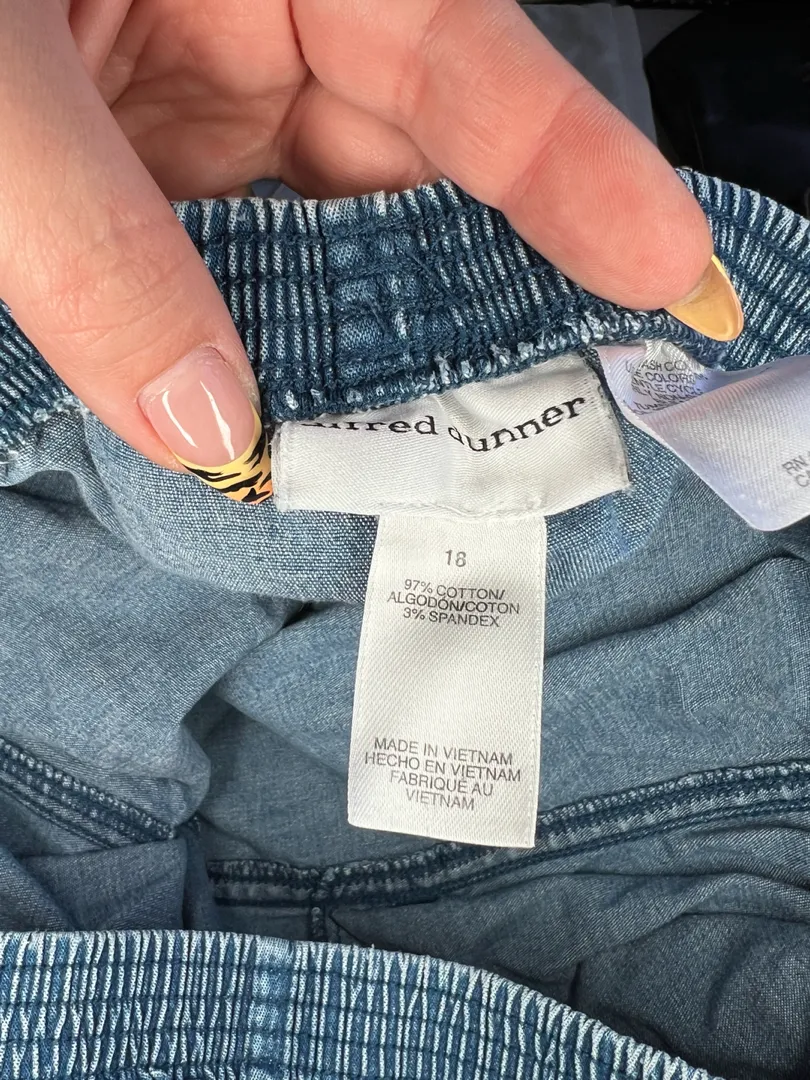 alfred dunner
18
97% COTTON/
ALGODÓN/COTON
3% SPANDEX
MADE IN VIETNAM
HECHO EN VIETNAM
FABRIQUÉ AU
VIETNAM